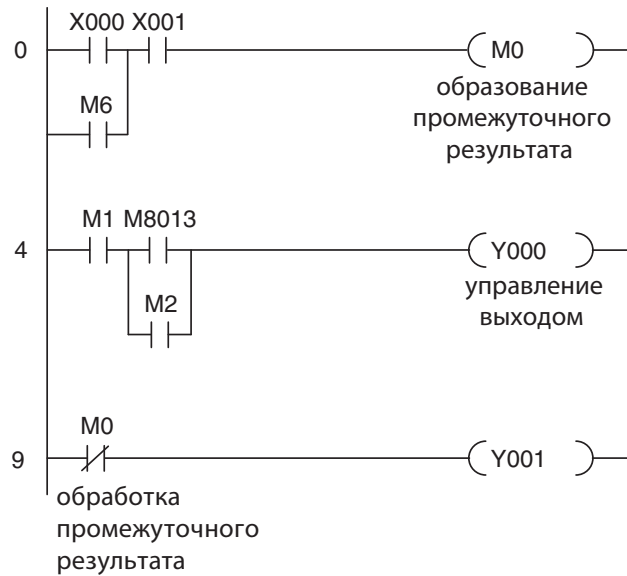 X000 X001
0
M0
M6
образование
промежуточного
результата
M1 M8013
4
Y000
M2
управление
выходом
M0
9
Y001
обработка
промежуточного
результата